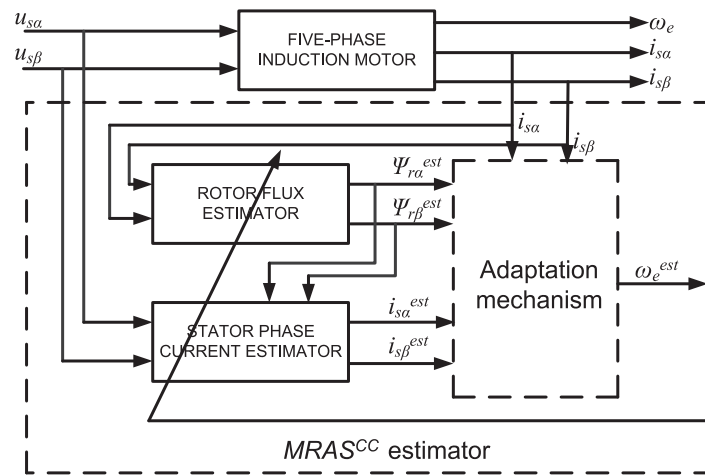 u_sα
u_sβ
FIVE-PHASE
INDUCTION MOTOR
ω_e
i_sα
i_sβ
i_sα
i_sβ
ROTOR FLUX
ESTIMATOR
Ψ_rα^est
Ψ_rβ^est
Adaptation
mechanism
ω_e^est
STATOR PHASE
CURRENT ESTIMATOR
i_sα^est
i_sβ^est
MRAS^CC estimator